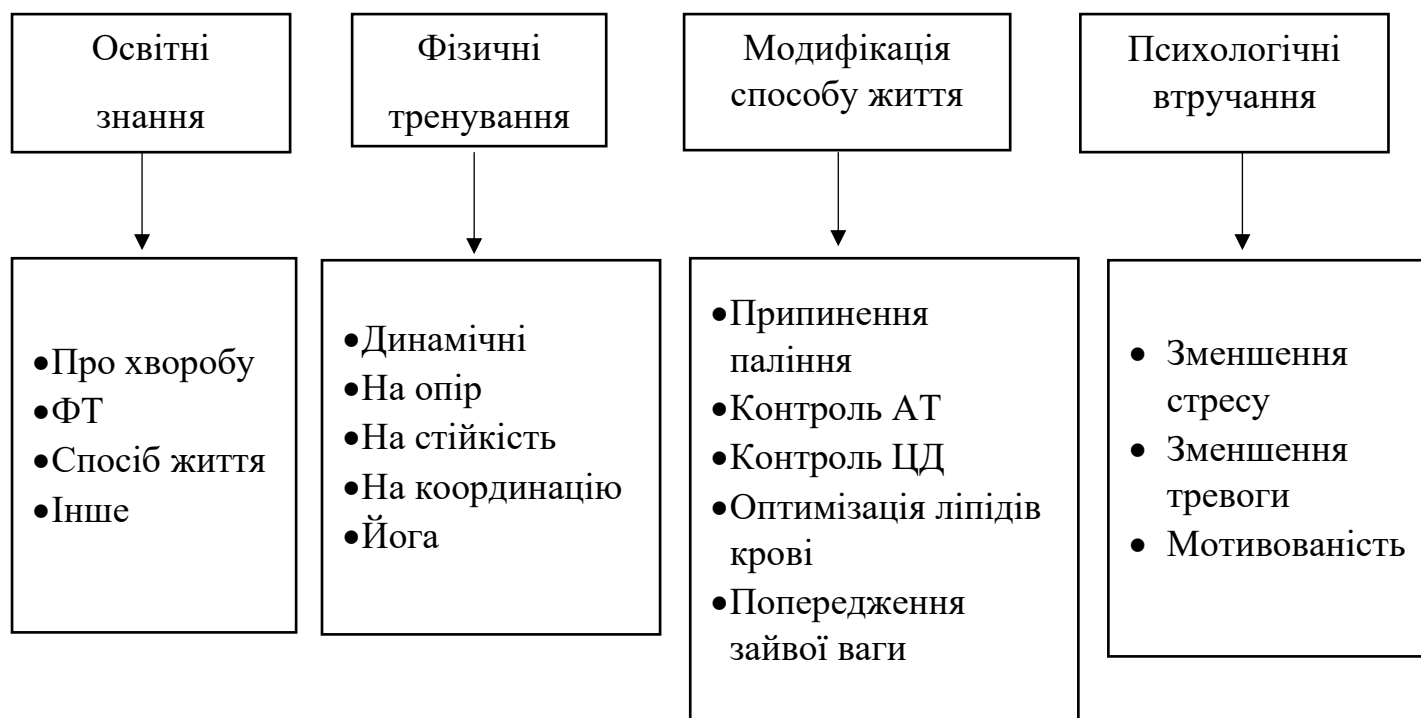 Освітні
знання
Фізичні
тренування
Модифікація
способу життя
Психологічні
втручання
•Про хворобу
•ФТ
•Спосіб життя
•Інше
•Динамічні
•На опір
•На стійкість
•На координацію
•Йога
•Припинення
паління
•Контроль АТ
•Контроль ЦД
•Оптимізація ліпідів
крові
•Попередження
зайвої ваги
• Зменшення
стресу
• Зменшення
тревоги
• Мотивованість